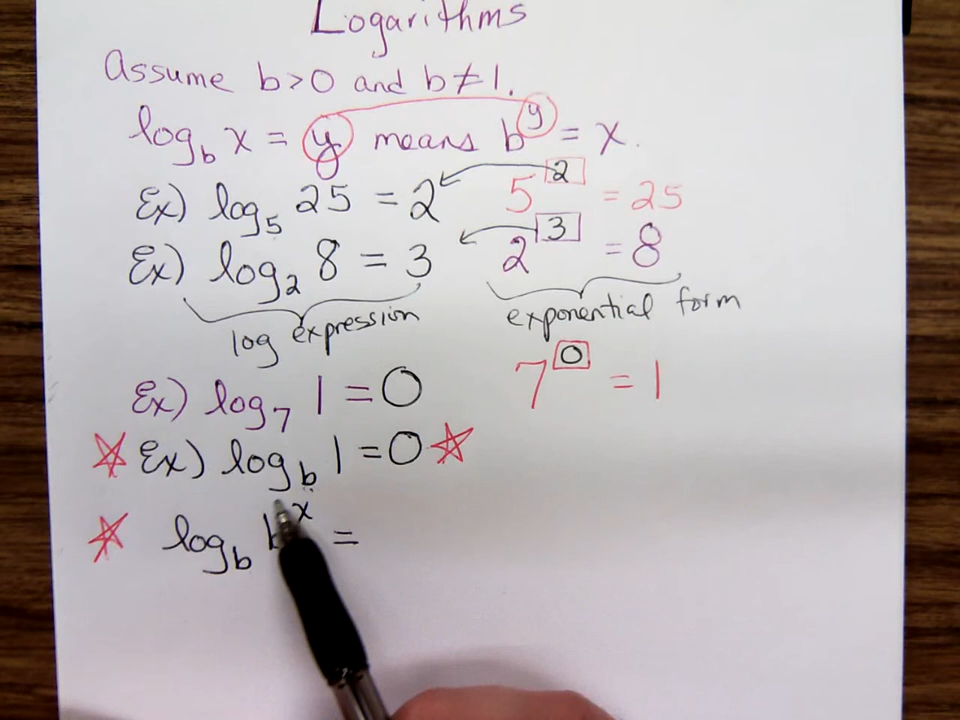 Logarithms
Assume b>0 and b≠1.
log_b x = y means b^y = x.
Ex) log_5 25 = 2 5^2 = 25
Ex) log_2 8 = 3 2^3 = 8
log expression exponential form
Ex) log_7 1 = 0 7^0 = 1
Ex) log_b 1 = 0
log_b b^x =